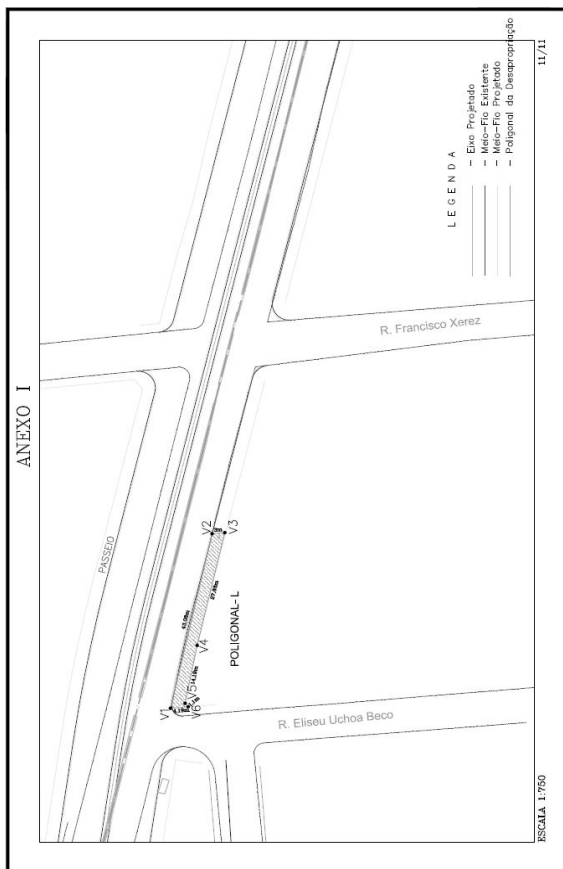 ANEXO I
PASSEIO
V1
V2
V3
V4
V5
V6
POLIGONAL-L
R. Francisco Xerez
R. Eliseu Uchoa Beco
LEGENDA
- Eixo Projetado
- Meio-Fio Existente
- Meio-Fio Projetado
- Poligonal da Desapropriação
ESCALA 1:750
11/11